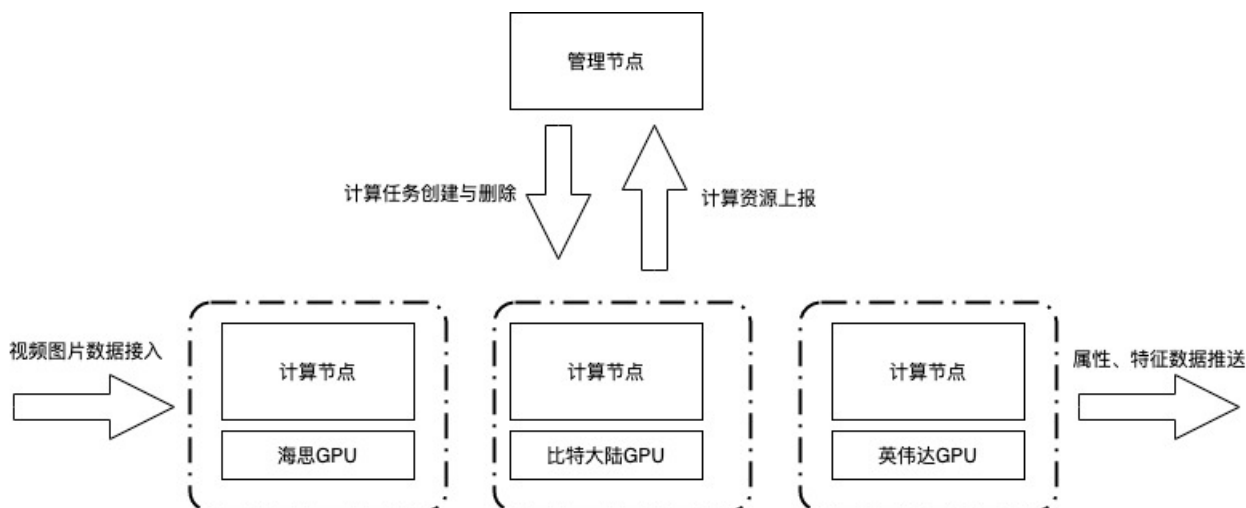 管理节点
计算任务创建与删除
计算资源上报
视频图片数据接入
计算节点
计算节点
计算节点
属性、特征数据推送
海思GPU
比特大陆GPU
英伟达GPU